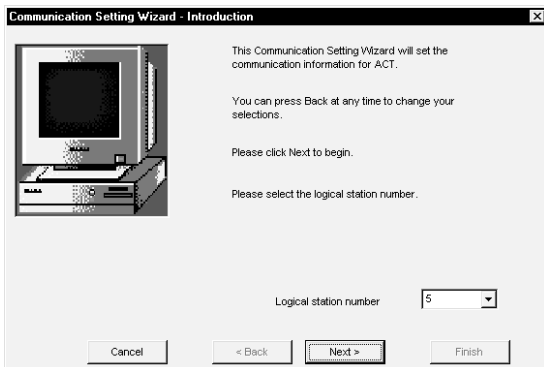 Communication Setting Wizard - Introduction
This Communication Setting Wizard will set the
communication information for ACT.
You can press Back at any time to change your
selections.
Please click Next to begin.
Please select the logical station number.
Logical station number
5
Cancel
< Back
Next >
Finish